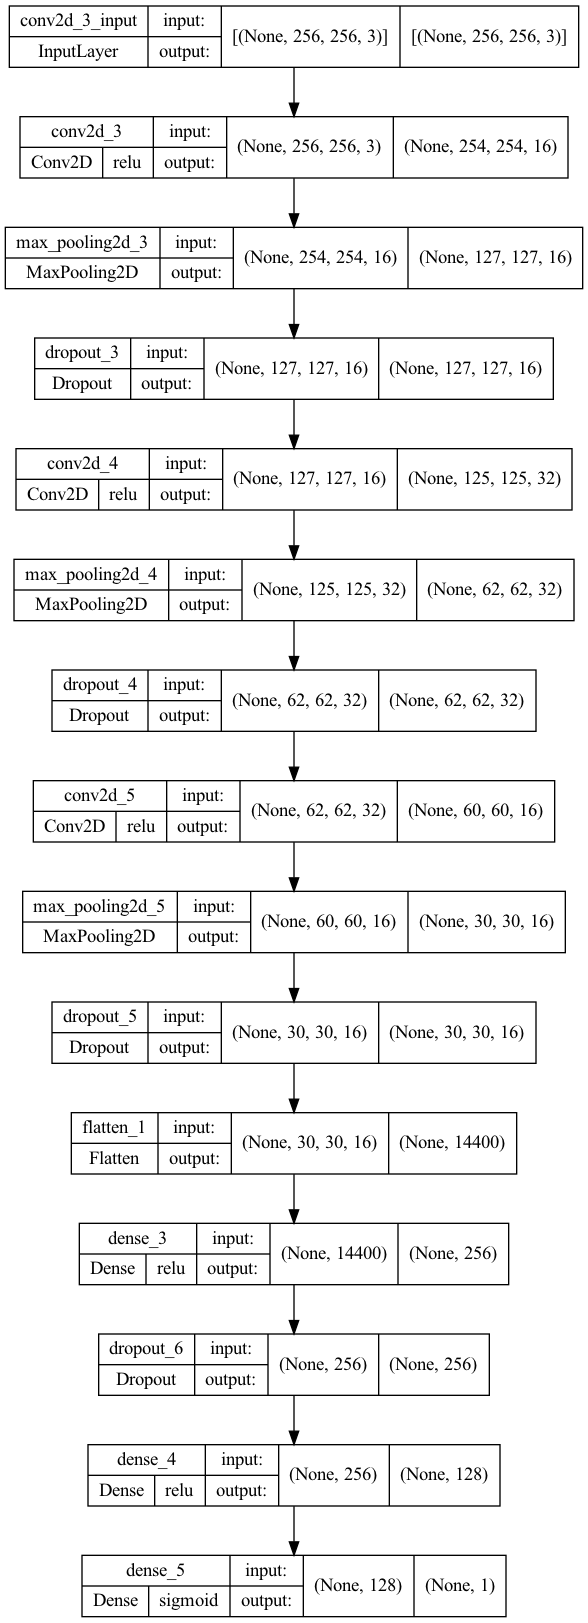 conv2d_3_input input: [(None, 256, 256, 3)] [(None, 256, 256, 3)]
InputLayer output:
conv2d_3 input: (None, 256, 256, 3) (None, 254, 254, 16)
Conv2D relu output:
max_pooling2d_3 input: (None, 254, 254, 16) (None, 127, 127, 16)
MaxPooling2D output:
dropout_3 input: (None, 127, 127, 16) (None, 127, 127, 16)
Dropout output:
conv2d_4 input: (None, 127, 127, 16) (None, 125, 125, 32)
Conv2D relu output:
max_pooling2d_4 input: (None, 125, 125, 32) (None, 62, 62, 32)
MaxPooling2D output:
dropout_4 input: (None, 62, 62, 32) (None, 62, 62, 32)
Dropout output:
conv2d_5 input: (None, 62, 62, 32) (None, 60, 60, 16)
Conv2D relu output:
max_pooling2d_5 input: (None, 60, 60, 16) (None, 30, 30, 16)
MaxPooling2D output:
dropout_5 input: (None, 30, 30, 16) (None, 30, 30, 16)
Dropout output:
flatten_1 input: (None, 30, 30, 16) (None, 14400)
Flatten output:
dense_3 input: (None, 14400) (None, 256)
Dense relu output:
dropout_6 input: (None, 256) (None, 256)
Dropout output:
dense_4 input: (None, 256) (None, 128)
Dense relu output:
dense_5 input: (None, 128) (None, 1)
Dense sigmoid output: